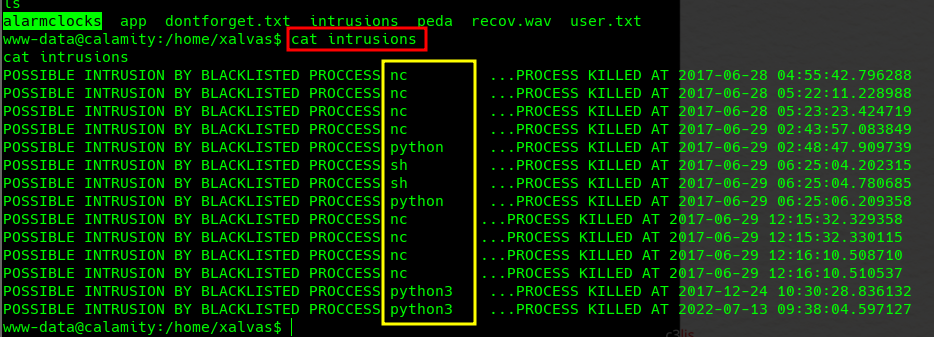 ls
alarmclocks app dontforget.txt intrusions peda recov.wav user.txt
www-data@calamity:/home/xalvas$ cat intrusions
cat intrusions
POSSIBLE INTRUSION BY BLACKLISTED PROCCESS nc ...PROCESS KILLED AT 2017-06-28 04:55:42.796288
POSSIBLE INTRUSION BY BLACKLISTED PROCCESS nc ...PROCESS KILLED AT 2017-06-28 05:22:11.228988
POSSIBLE INTRUSION BY BLACKLISTED PROCCESS nc ...PROCESS KILLED AT 2017-06-28 05:23:23.424719
POSSIBLE INTRUSION BY BLACKLISTED PROCCESS nc ...PROCESS KILLED AT 2017-06-29 02:43:57.083849
POSSIBLE INTRUSION BY BLACKLISTED PROCCESS python ...PROCESS KILLED AT 2017-06-29 02:48:47.909739
POSSIBLE INTRUSION BY BLACKLISTED PROCCESS sh ...PROCESS KILLED AT 2017-06-29 06:25:04.202315
POSSIBLE INTRUSION BY BLACKLISTED PROCCESS sh ...PROCESS KILLED AT 2017-06-29 06:25:04.780685
POSSIBLE INTRUSION BY BLACKLISTED PROCCESS python ...PROCESS KILLED AT 2017-06-29 06:25:06.209358
POSSIBLE INTRUSION BY BLACKLISTED PROCCESS nc ...PROCESS KILLED AT 2017-06-29 12:15:32.329358
POSSIBLE INTRUSION BY BLACKLISTED PROCCESS nc ...PROCESS KILLED AT 2017-06-29 12:15:32.330115
POSSIBLE INTRUSION BY BLACKLISTED PROCCESS nc ...PROCESS KILLED AT 2017-06-29 12:16:10.508710
POSSIBLE INTRUSION BY BLACKLISTED PROCCESS nc ...PROCESS KILLED AT 2017-06-29 12:16:10.510537
POSSIBLE INTRUSION BY BLACKLISTED PROCCESS python3 ...PROCESS KILLED AT 2017-12-24 10:30:28.836132
POSSIBLE INTRUSION BY BLACKLISTED PROCCESS python3 ...PROCESS KILLED AT 2022-07-13 09:38:04.597127
www-data@calamity:/home/xalvas$